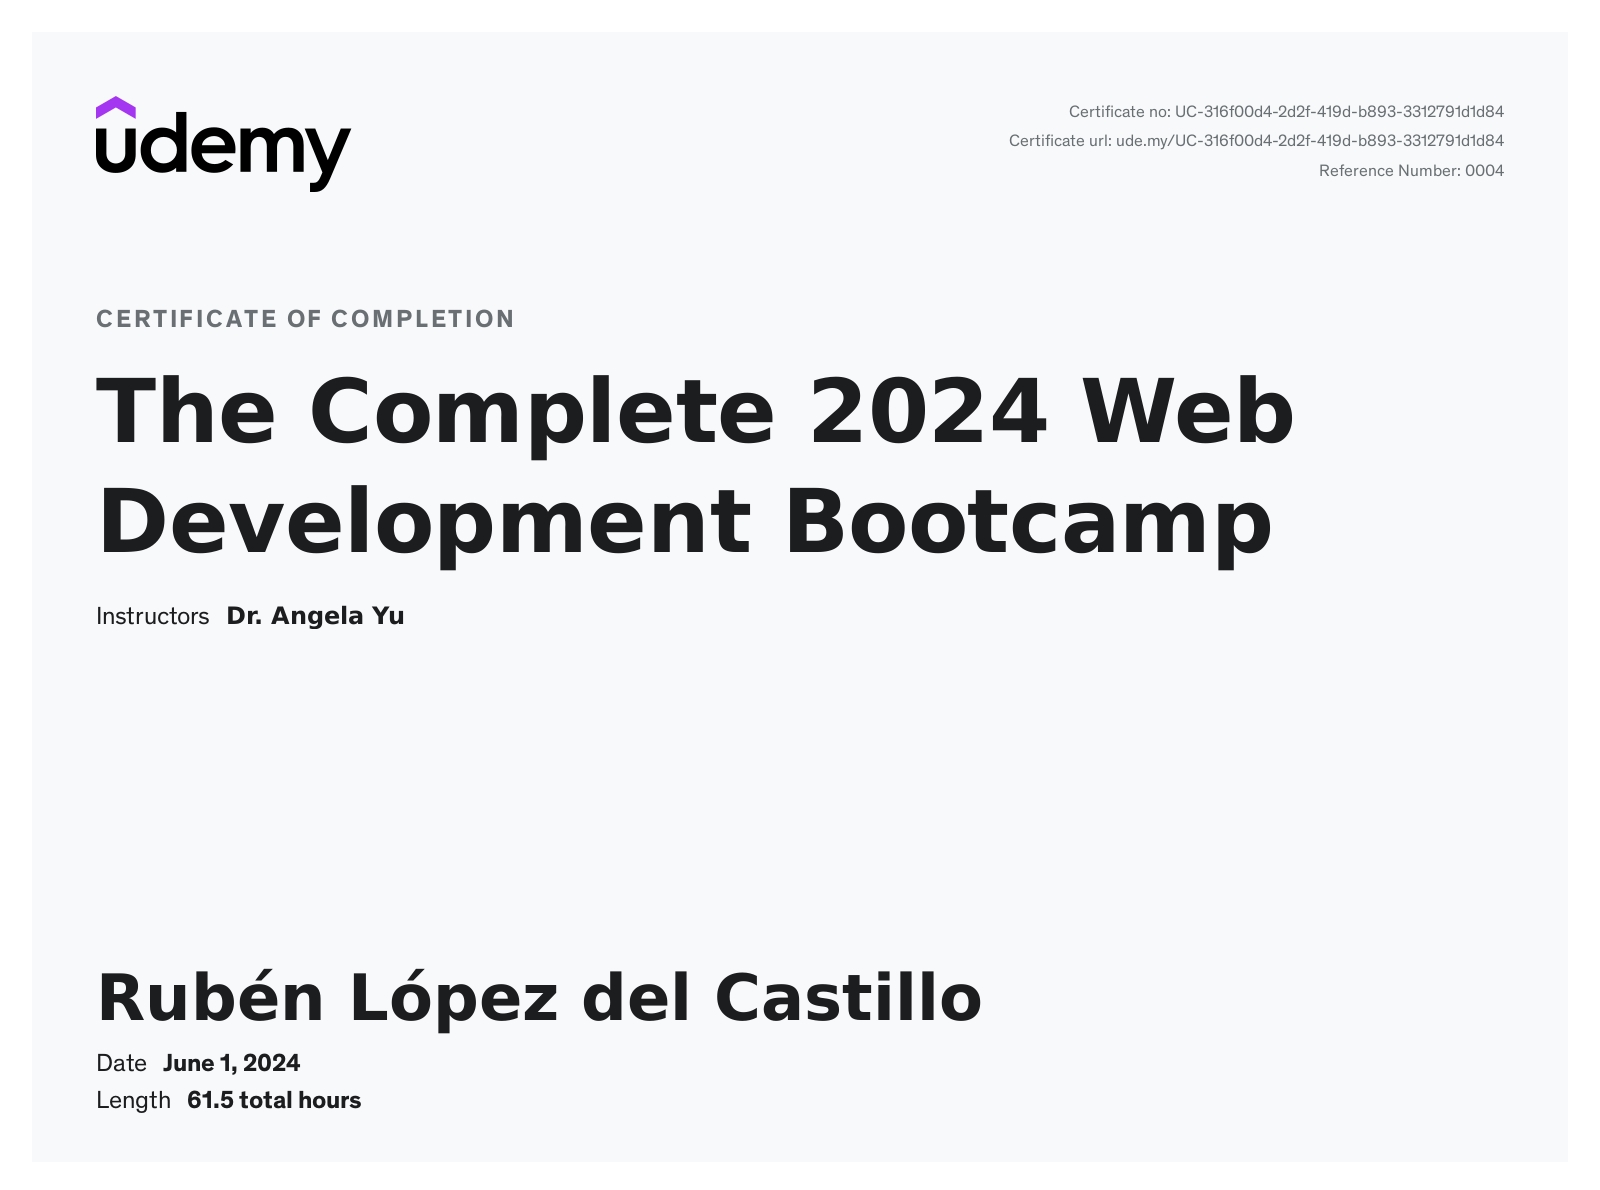 udemy
Certificate no: UC-316f00d4-2d2f-419d-b893-3312791d1d84
Certificate url: ude.my/UC-316f00d4-2d2f-419d-b893-3312791d1d84
Reference Number: 0004
CERTIFICATE OF COMPLETION
The Complete 2024 Web
Development Bootcamp
Instructors Dr. Angela Yu
Rubén López del Castillo
Date June 1, 2024
Length 61.5 total hours